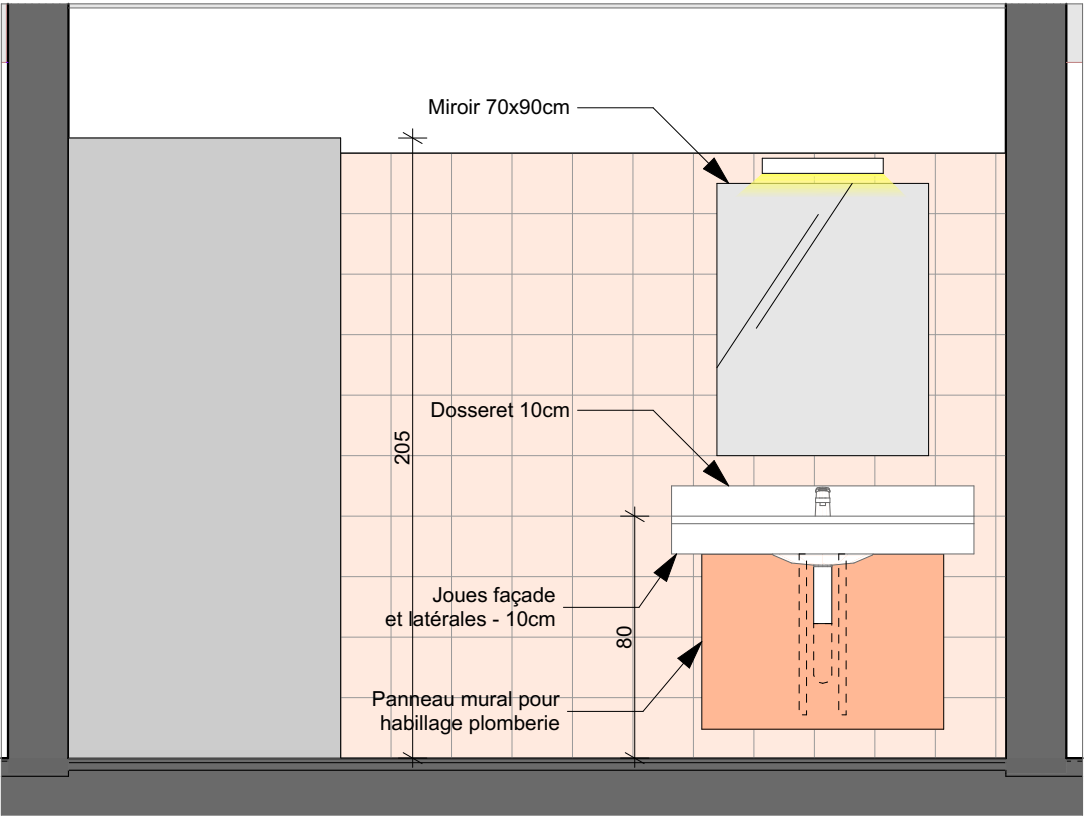 Miroir 70x90cm
Dosseret 10cm
205
Joues façade
et latérales - 10cm
80
Panneau mural pour
habillage plomberie